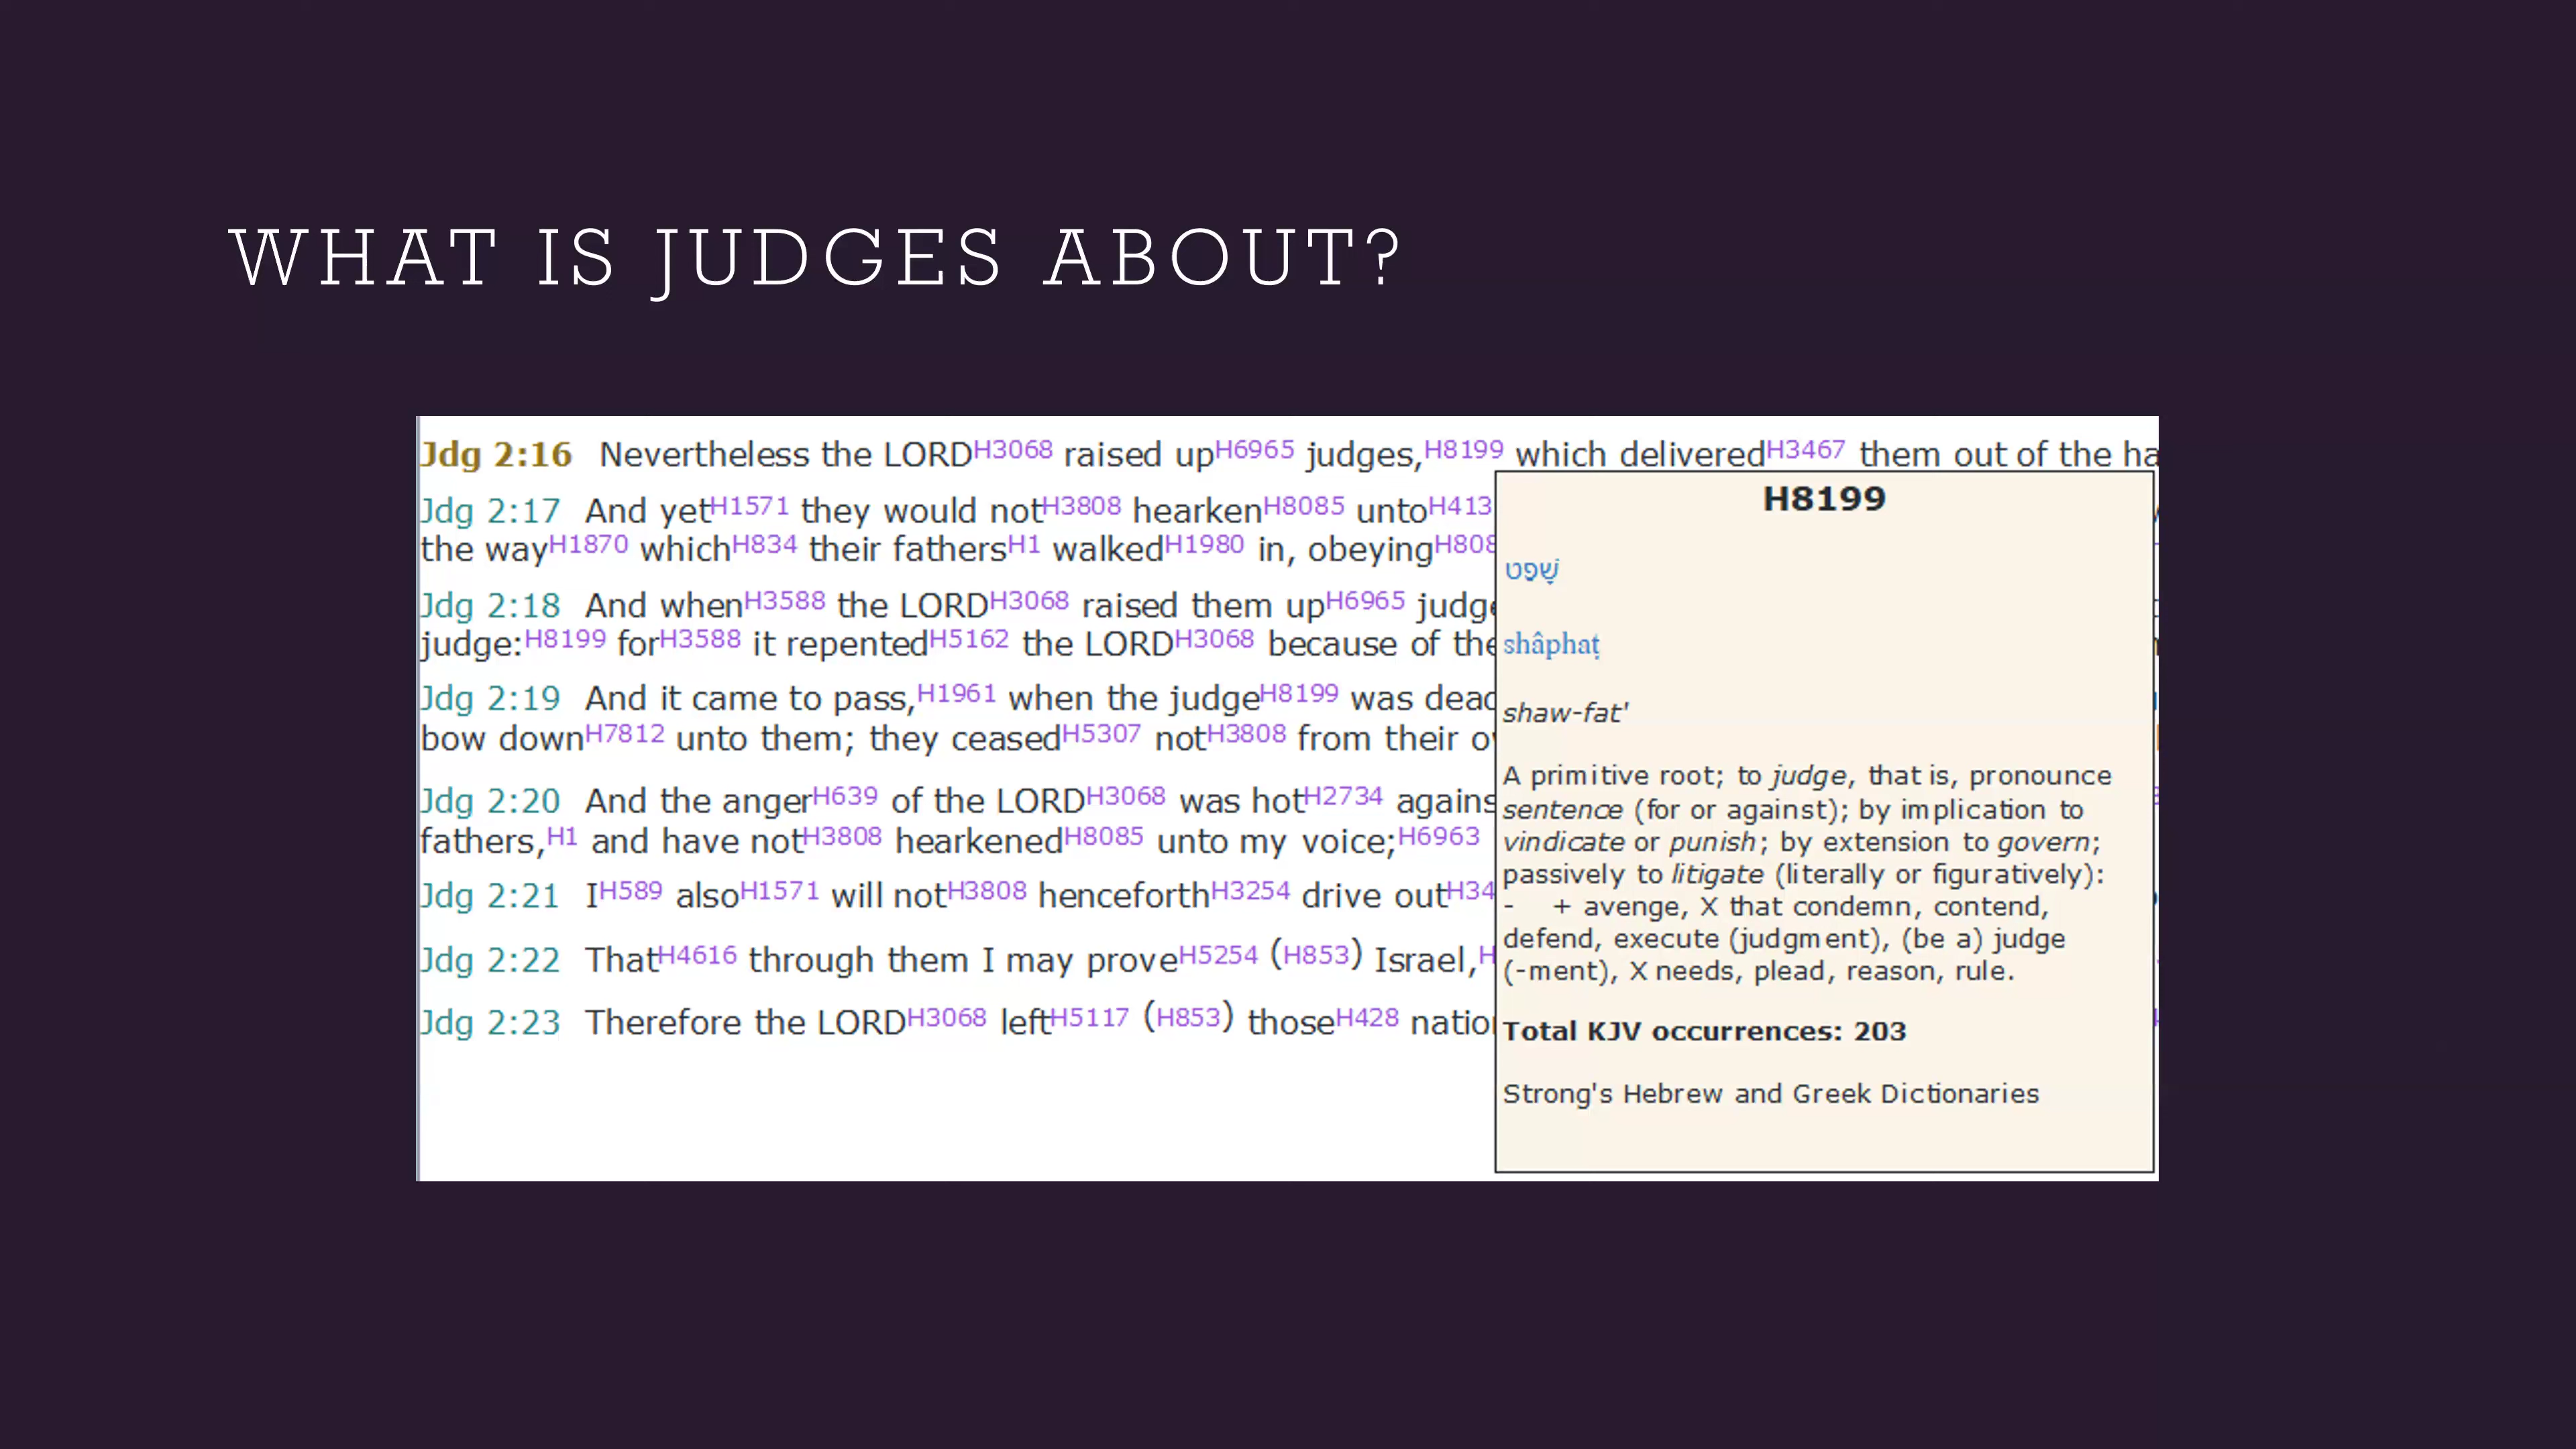 WHAT IS JUDGES ABOUT?
Jdg 2:16 Nevertheless the LORDH3068 raised upH6965 judges,H8199 which deliveredH3467 them out of the ha
Jdg 2:17 And yetH1571 they would notH3808 hearkenH8085 untoH413
the wayH1870 whichH834 their fathersH1 walkedH1980 in, obeyingH808
Jdg 2:18 And whenH3588 the LORDH3068 raised them upH6965 judge
judge:H8199 forH3588 it repentedH5162 the LORDH3068 because of the
Jdg 2:19 And it came to pass,H1961 when the judgeH8199 was dead
bow downH7812 unto them; they ceasedH5307 notH3808 from their ow
Jdg 2:20 And the angerH639 of the LORDH3068 was hotH2734 agains
fathers,H1 and have notH3808 hearkenedH8085 unto my voice;H6963
Jdg 2:21 IH589 alsoH1571 will notH3808 henceforthH3254 drive outH34
Jdg 2:22 ThatH4616 through them I may proveH5254 (H853) Israel,H
Jdg 2:23 Therefore the LORDH3068 leftH5117 (H853) thoseH428 natio
H8199
שָׁפַט
shâphaṭ
shaw-fat'
A primitive root; to judge, that is, pronounce
sentence (for or against); by implication to
vindicate or punish; by extension to govern;
passively to litigate (literally or figuratively):
- + avenge, X that condemn, contend,
defend, execute (judgment), (be a) judge
(-ment), X needs, plead, reason, rule.
Total KJV occurrences: 203
Strong's Hebrew and Greek Dictionaries